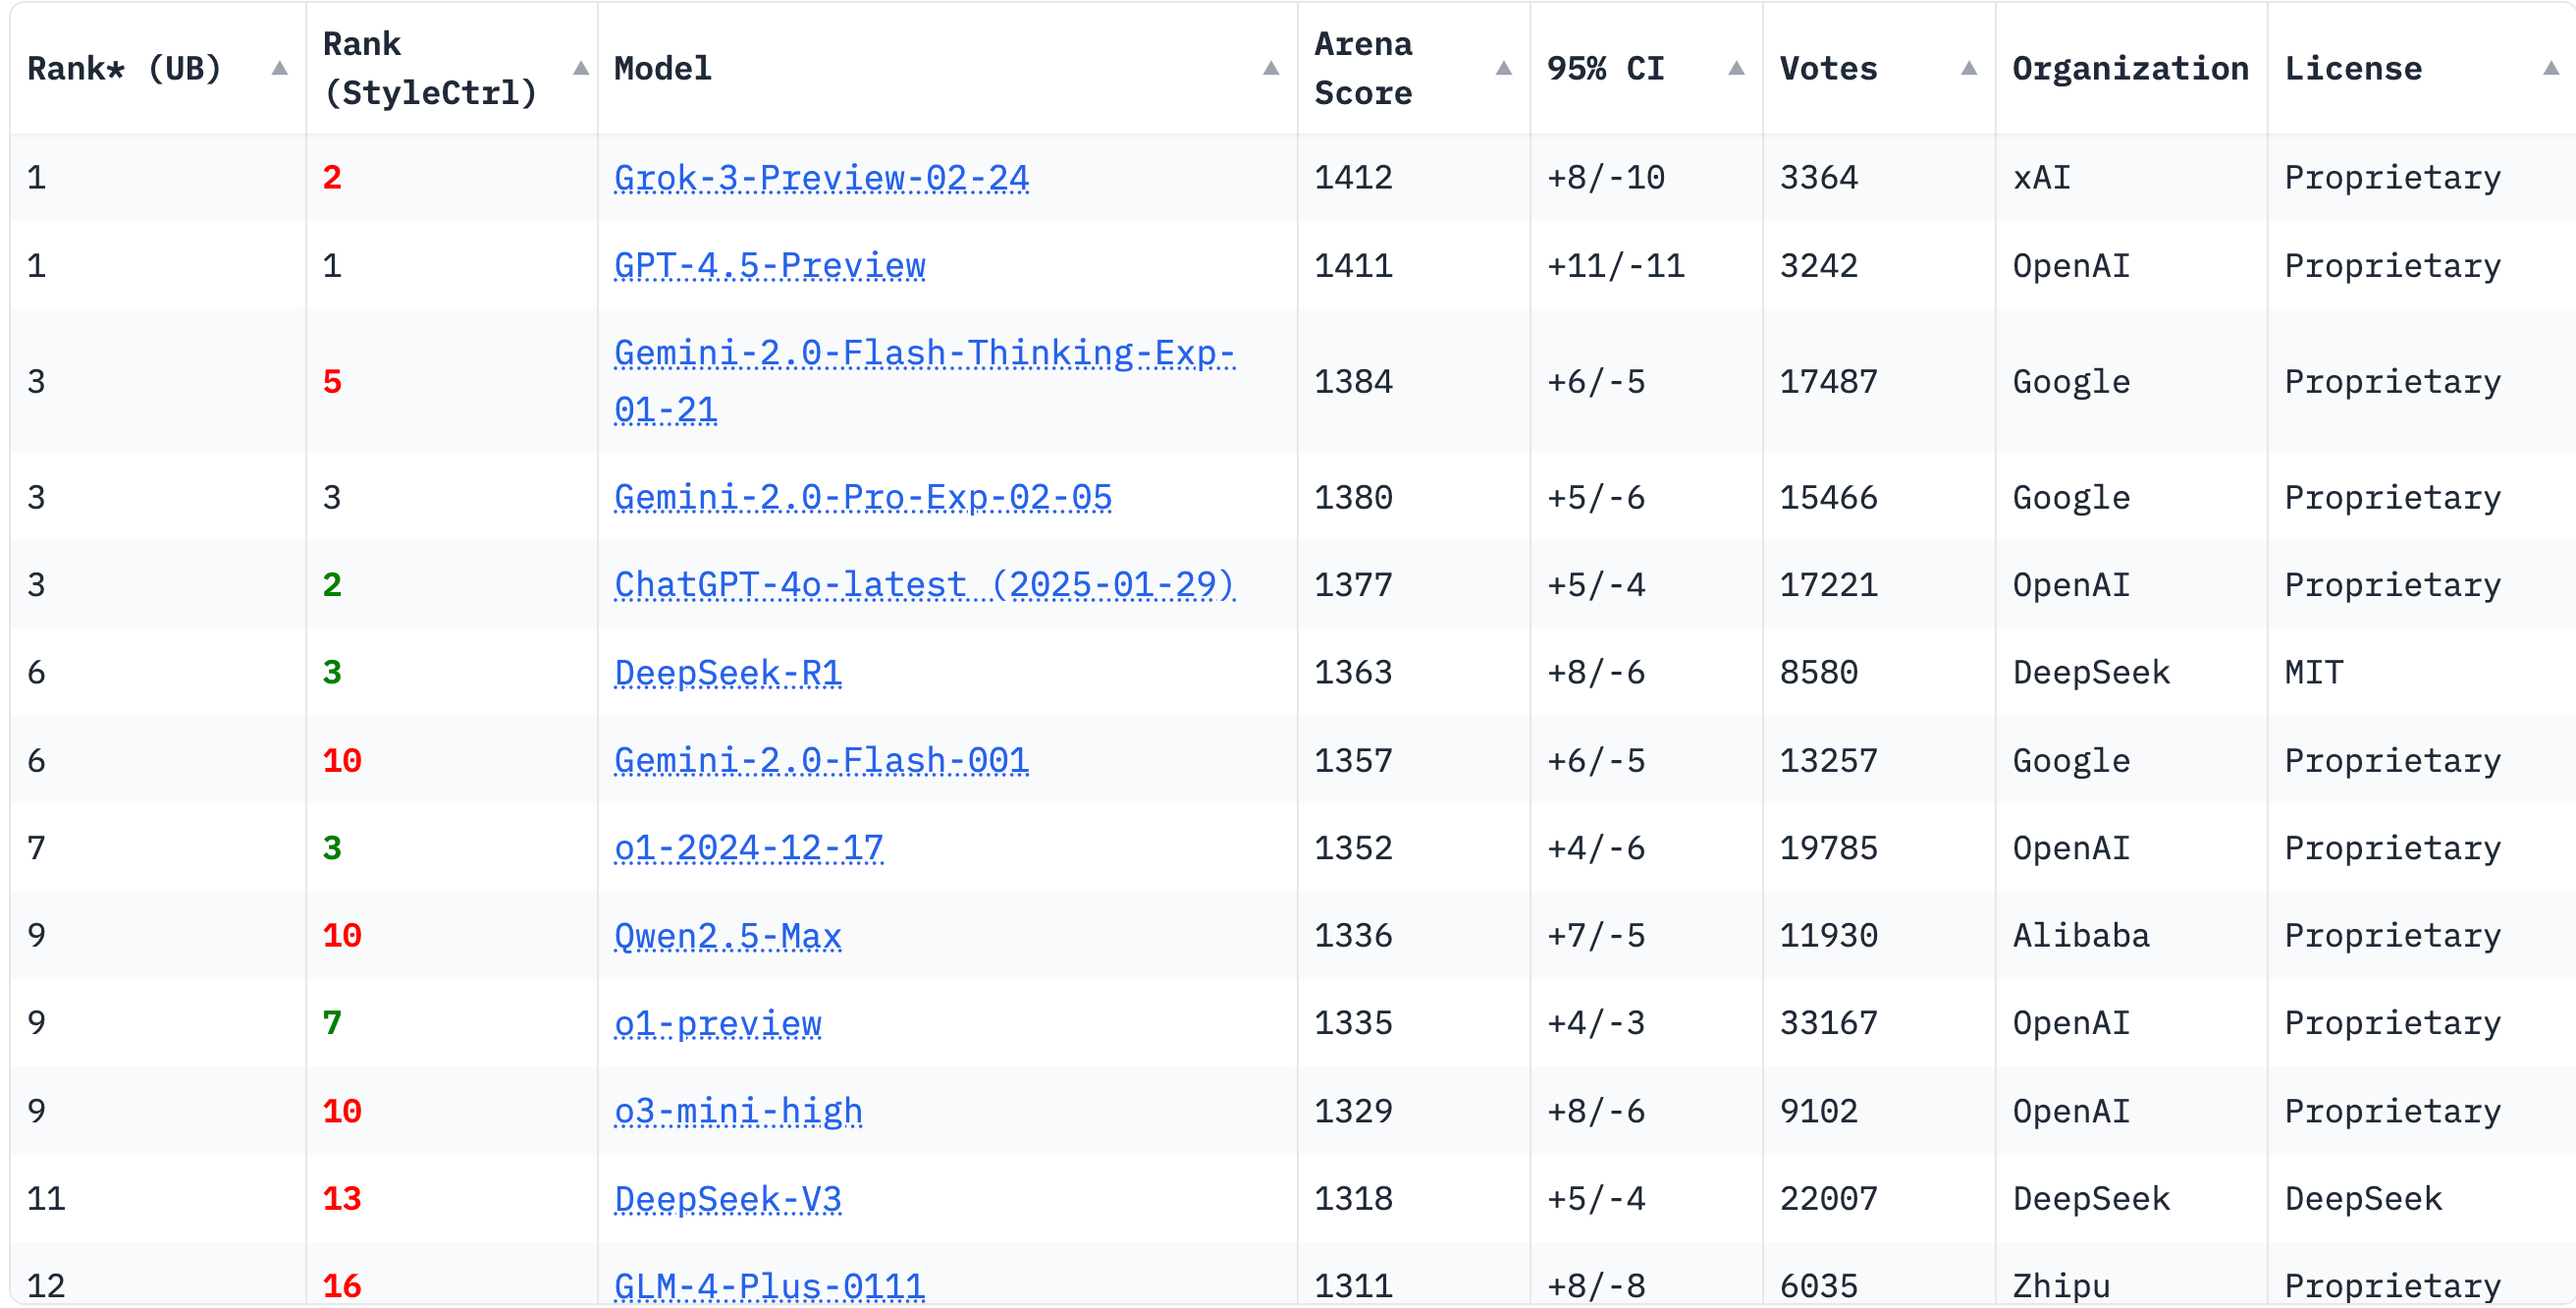 Rank* (UB) ▲ Rank (StyleCtrl) ▲ Model ▲ Arena Score ▲ 95% CI ▲ Votes ▲ Organization License ▲
1 2 Grok-3-Preview-02-24 1412 +8/-10 3364 xAI Proprietary
1 1 GPT-4.5-Preview 1411 +11/-11 3242 OpenAI Proprietary
3 5 Gemini-2.0-Flash-Thinking-Exp-01-21 1384 +6/-5 17487 Google Proprietary
3 3 Gemini-2.0-Pro-Exp-02-05 1380 +5/-6 15466 Google Proprietary
3 2 ChatGPT-4o-latest (2025-01-29) 1377 +5/-4 17221 OpenAI Proprietary
6 3 DeepSeek-R1 1363 +8/-6 8580 DeepSeek MIT
6 10 Gemini-2.0-Flash-001 1357 +6/-5 13257 Google Proprietary
7 3 o1-2024-12-17 1352 +4/-6 19785 OpenAI Proprietary
9 10 Qwen2.5-Max 1336 +7/-5 11930 Alibaba Proprietary
9 7 o1-preview 1335 +4/-3 33167 OpenAI Proprietary
9 10 o3-mini-high 1329 +8/-6 9102 OpenAI Proprietary
11 13 DeepSeek-V3 1318 +5/-4 22007 DeepSeek DeepSeek
12 16 GLM-4-Plus-0111 1311 +8/-8 6035 Zhipu Proprietary